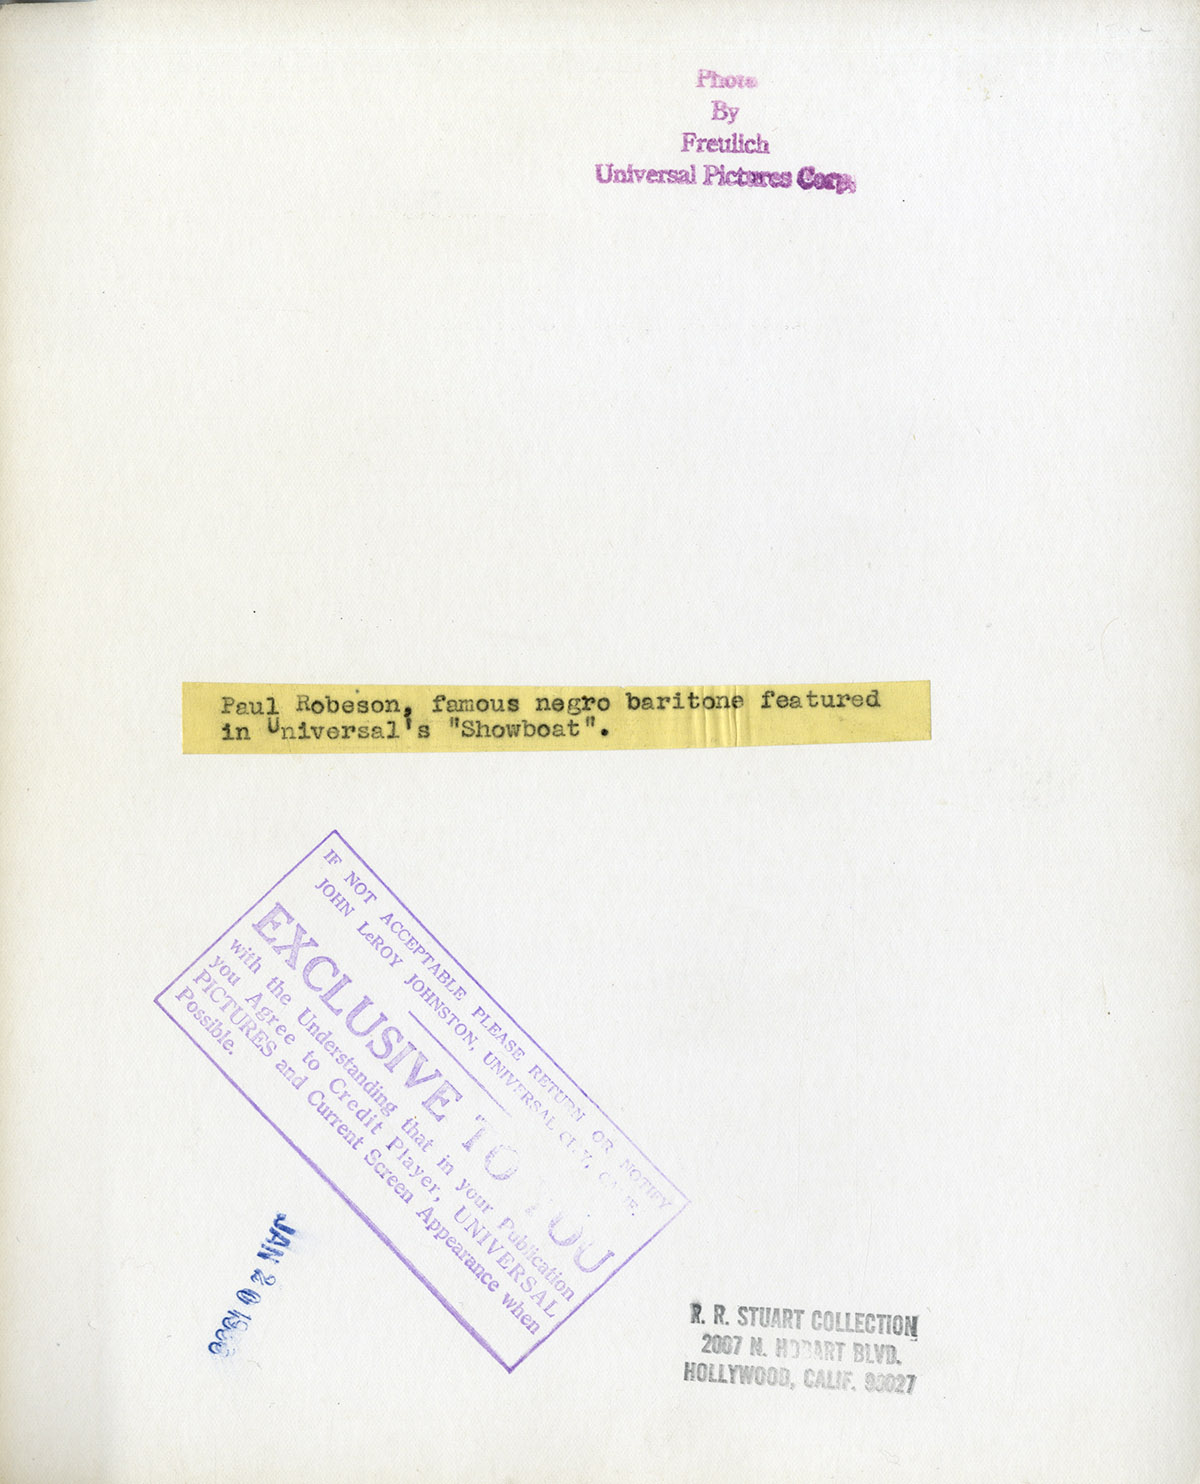 Photo
By
Freulich
Universal Pictures Corp.
Paul Robeson, famous negro baritone featured
in Universal's "Showboat".
IF NOT ACCEPTABLE PLEASE RETURN OR NOTIFY
JOHN LeROY JOHNSTON, UNIVERSAL CITY, CALIF.
EXCLUSIVE TO YOU
with the Understanding that in your Publication
you Agree to Credit Player, UNIVERSAL
PICTURES and Current Screen Appearance when
Possible.
JAN 20
R. R. STUART COLLECTION
2007 N. HOBART BLVD.
HOLLYWOOD, CALIF. 90027